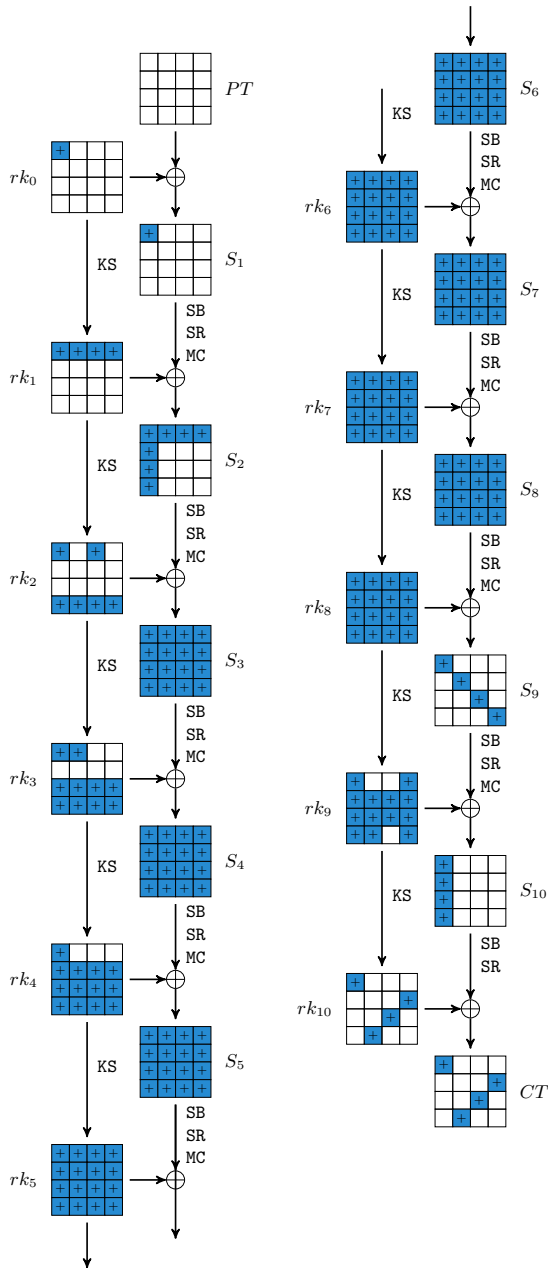 PT
rk₀
S₁
KS
SB
SR
MC
rk₁
S₂
KS
SB
SR
MC
rk₂
S₃
KS
SB
SR
MC
rk₃
S₄
KS
SB
SR
MC
rk₄
S₅
KS
SB
SR
MC
rk₅
S₆
KS
SB
SR
MC
rk₆
S₇
KS
SB
SR
MC
rk₇
S₈
KS
SB
SR
MC
rk₈
S₉
KS
SB
SR
MC
rk₉
S₁₀
KS
SB
SR
rk₁₀
CT